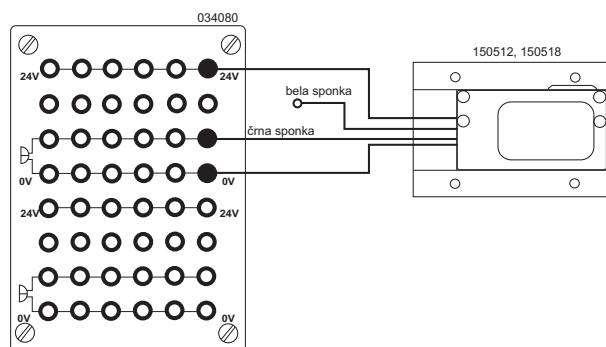 034080
150512, 150518
24V 24V
bela sponka
črna sponka
0V 0V
24V 24V
0V 0V